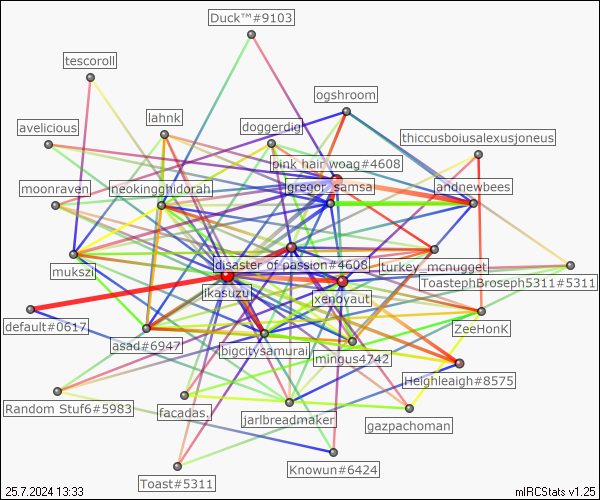 Duck™#9103
tescoroll
ogshroom
lahnk
doggerdig
avelicious
thiccusboiusalexusjoneus
pink hair woag#4608
moonraven
neokingghidorah
gregor_samsa
andnewbees
mukszi
disaster of passion#4608
turkey_mcnugget
ToastephBroseph5311#5311
ikasuzu
xenoyaut
default#0617
ZeeHonK
asad#6947
bigcitysamurai
mingus4742
Heighleaigh#8575
Random Stuf6#5983
facadas.
jarlbreadmaker
gazpachoman
Knowun#6424
Toast#5311
25.7.2024 13:33
mIRCStats v1.25